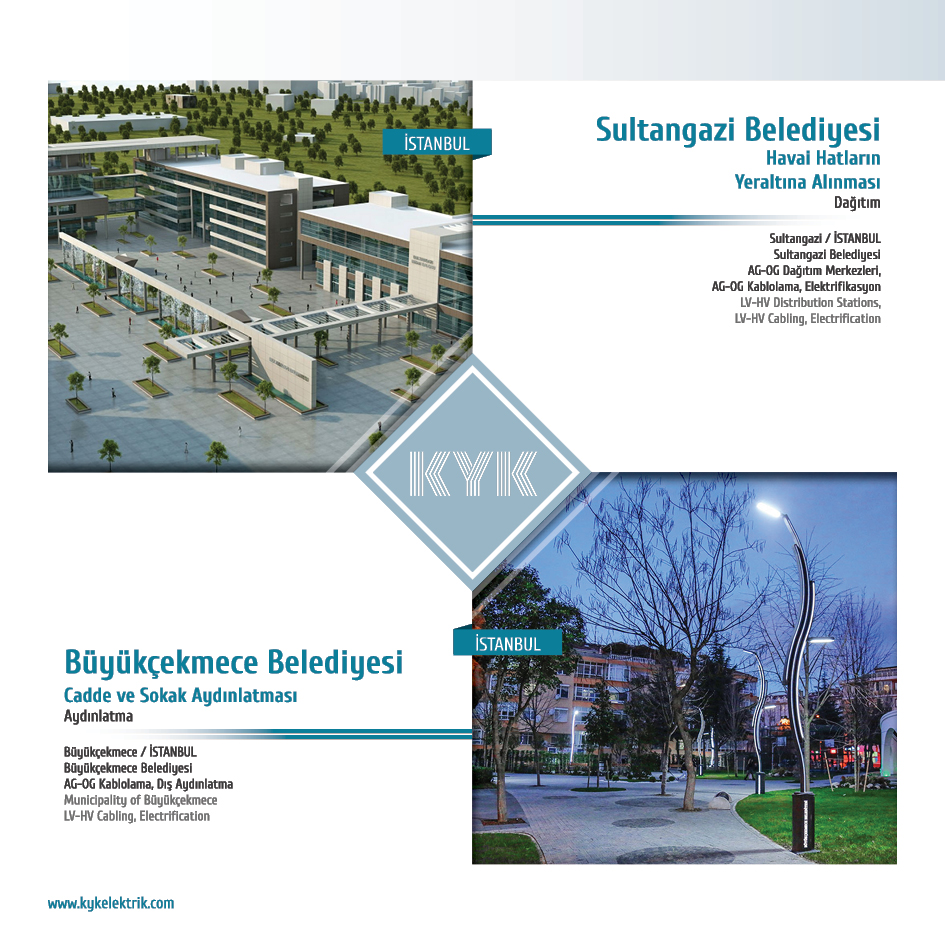 İSTANBUL
Sultangazi Belediyesi
Havai Hatların
Yeraltına Alınması
Dağıtım
Sultangazi / İSTANBUL
Sultangazi Belediyesi
AG-OG Dağıtım Merkezleri,
AG-OG Kablolama, Elektrifikasyon
LV-HV Distribution Stations,
LV-HV Cabling, Electrification
KYK
İSTANBUL
Büyükçekmece Belediyesi
Cadde ve Sokak Aydınlatması
Aydınlatma
Büyükçekmece / İSTANBUL
Büyükçekmece Belediyesi
AG-OG Kablolama, Dış Aydınlatma
Municipality of Büyükçekmece
LV-HV Cabling, Electrification
www.kykelektrik.com